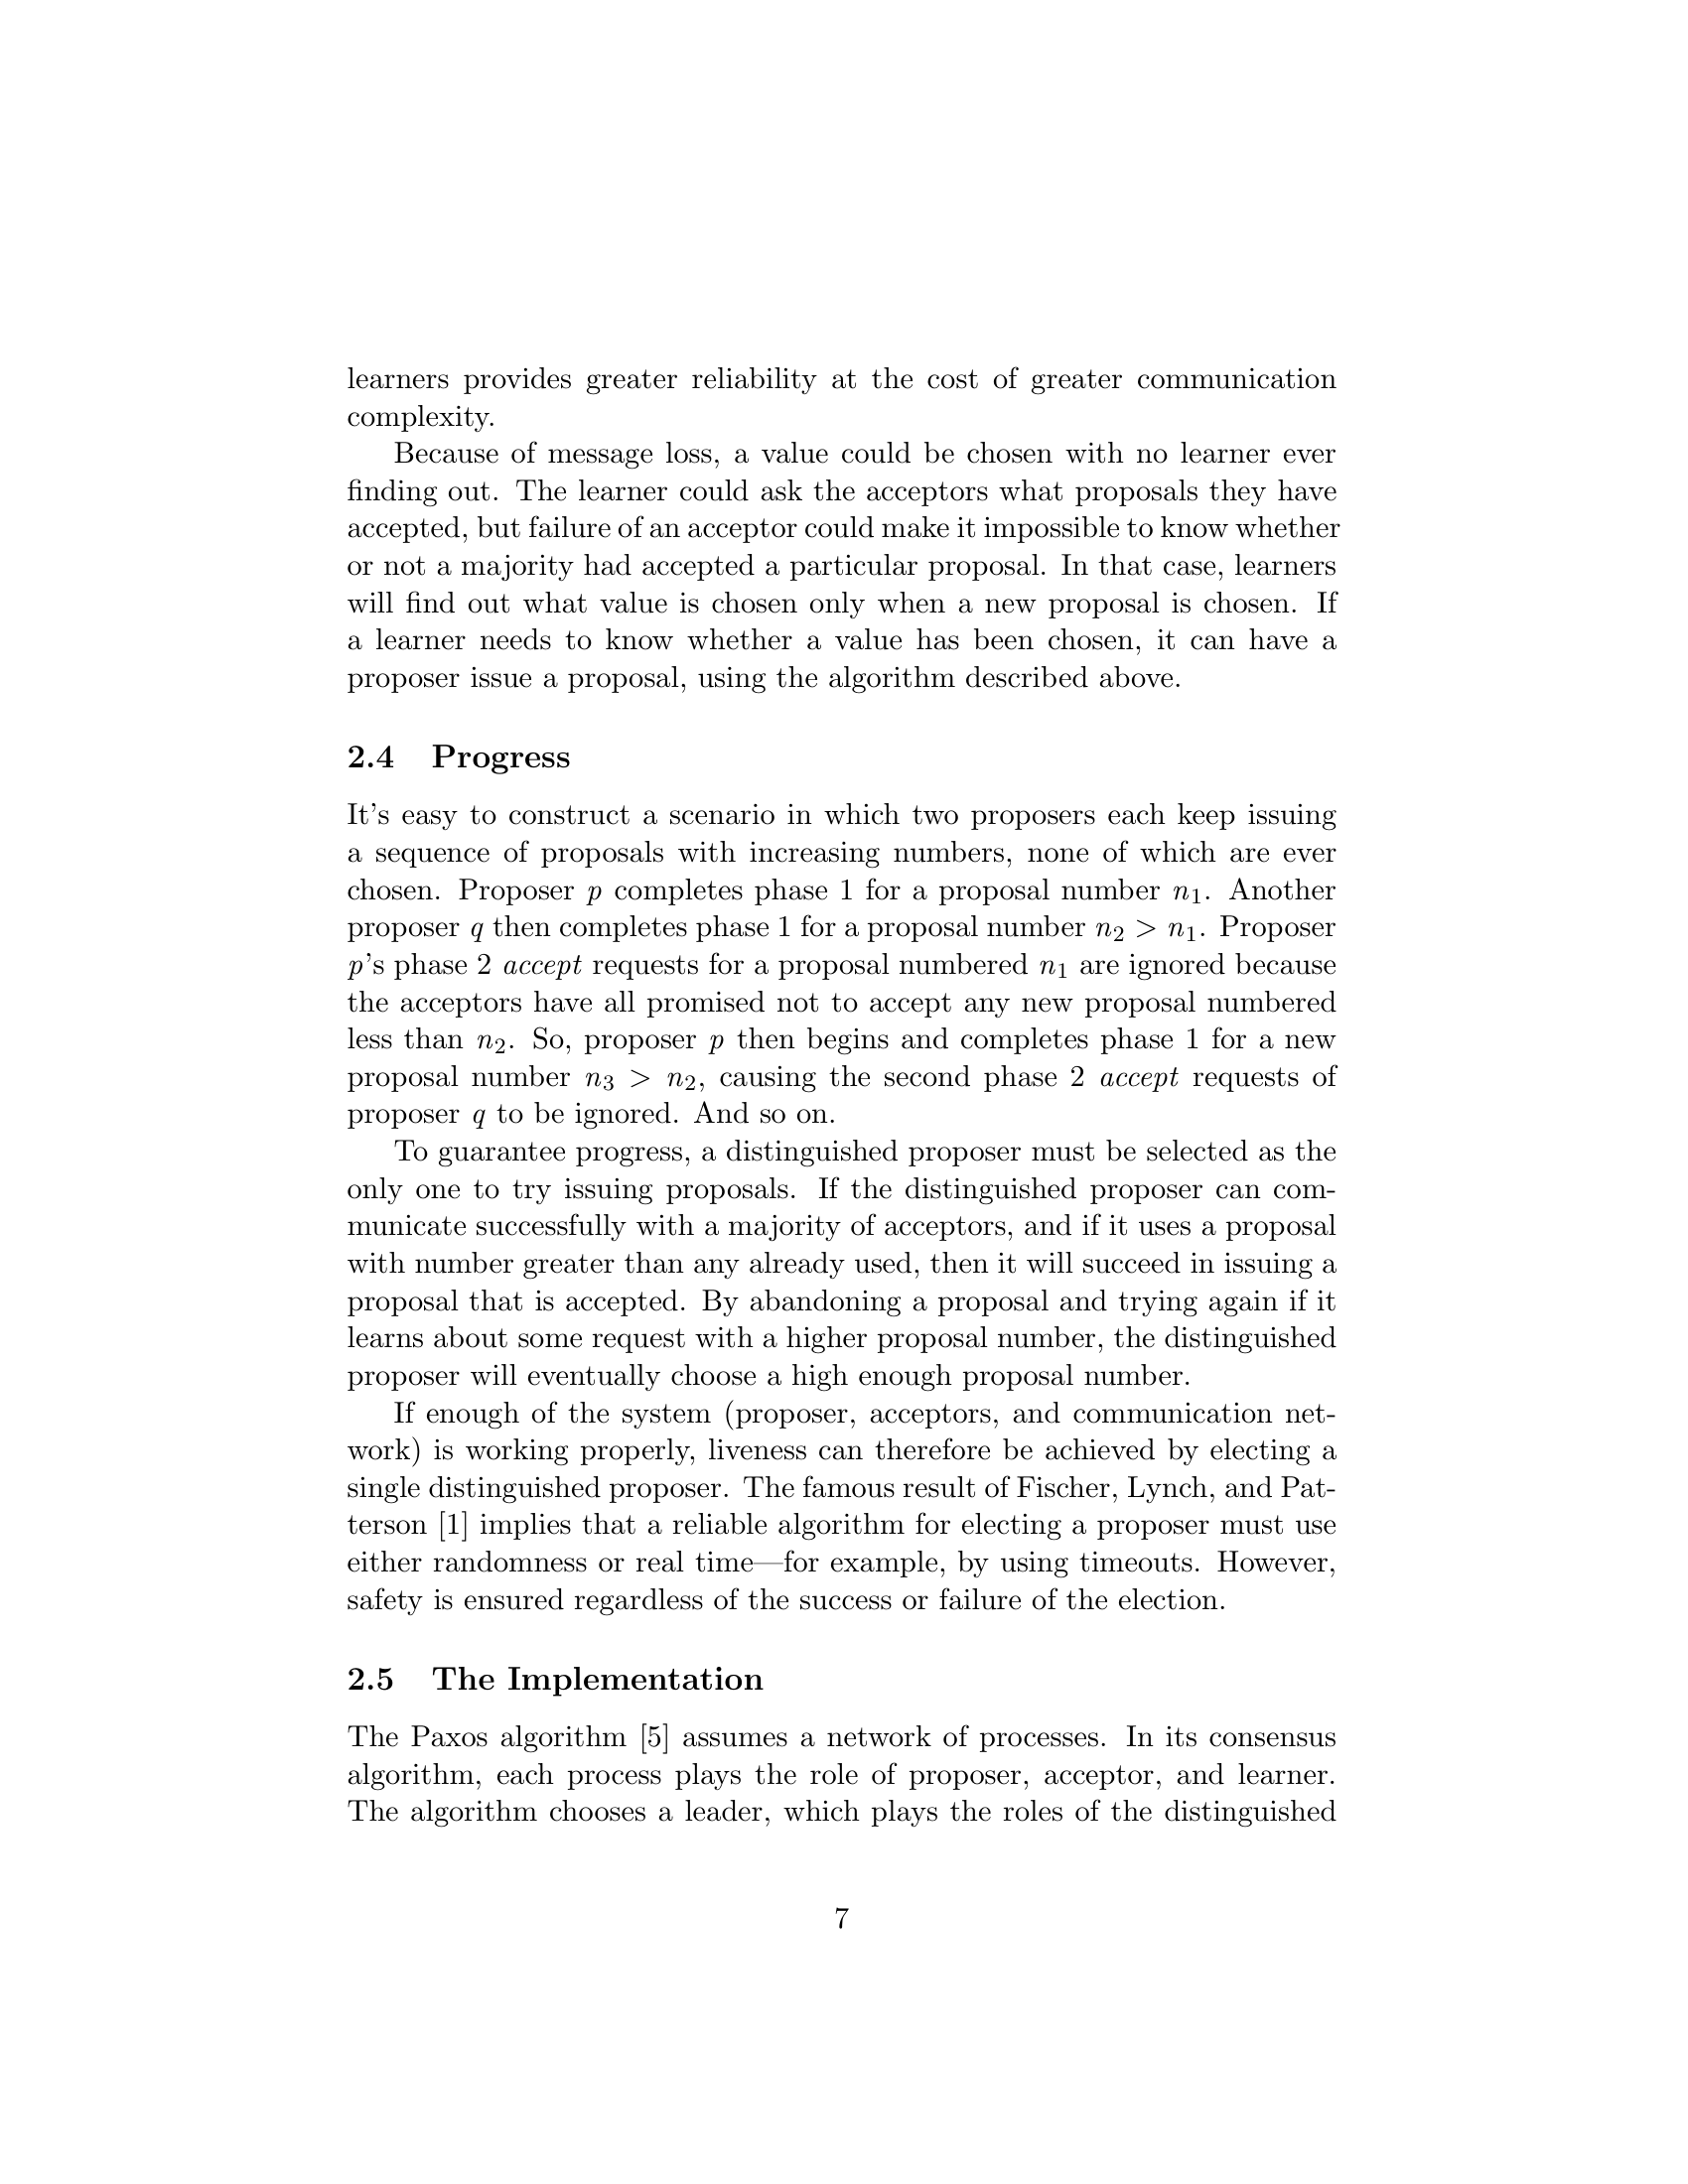 learners provides greater reliability at the cost of greater communication
complexity.
Because of message loss, a value could be chosen with no learner ever
finding out. The learner could ask the acceptors what proposals they have
accepted, but failure of an acceptor could make it impossible to know whether
or not a majority had accepted a particular proposal. In that case, learners
will find out what value is chosen only when a new proposal is chosen. If
a learner needs to know whether a value has been chosen, it can have a
proposer issue a proposal, using the algorithm described above.
2.4 Progress
It's easy to construct a scenario in which two proposers each keep issuing
a sequence of proposals with increasing numbers, none of which are ever
chosen. Proposer p completes phase 1 for a proposal number n₁. Another
proposer q then completes phase 1 for a proposal number n₂ > n₁. Proposer
p's phase 2 accept requests for a proposal numbered n₁ are ignored because
the acceptors have all promised not to accept any new proposal numbered
less than n₂. So, proposer p then begins and completes phase 1 for a new
proposal number n₃ > n₂, causing the second phase 2 accept requests of
proposer q to be ignored. And so on.
To guarantee progress, a distinguished proposer must be selected as the
only one to try issuing proposals. If the distinguished proposer can com-
municate successfully with a majority of acceptors, and if it uses a proposal
with number greater than any already used, then it will succeed in issuing a
proposal that is accepted. By abandoning a proposal and trying again if it
learns about some request with a higher proposal number, the distinguished
proposer will eventually choose a high enough proposal number.
If enough of the system (proposer, acceptors, and communication net-
work) is working properly, liveness can therefore be achieved by electing a
single distinguished proposer. The famous result of Fischer, Lynch, and Pat-
terson [1] implies that a reliable algorithm for electing a proposer must use
either randomness or real time—for example, by using timeouts. However,
safety is ensured regardless of the success or failure of the election.
2.5 The Implementation
The Paxos algorithm [5] assumes a network of processes. In its consensus
algorithm, each process plays the role of proposer, acceptor, and learner.
The algorithm chooses a leader, which plays the roles of the distinguished
7